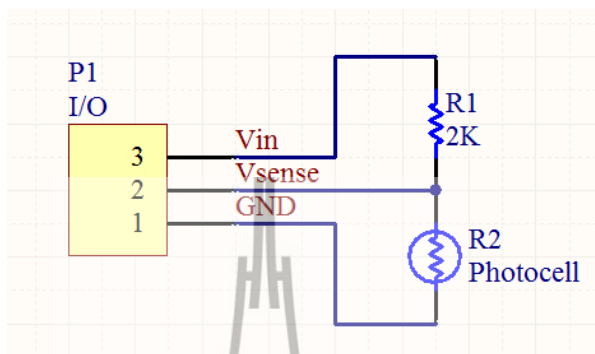 P1
I/O
3
2
1
Vin
Vsense
GND
R1
2K
R2
Photocell